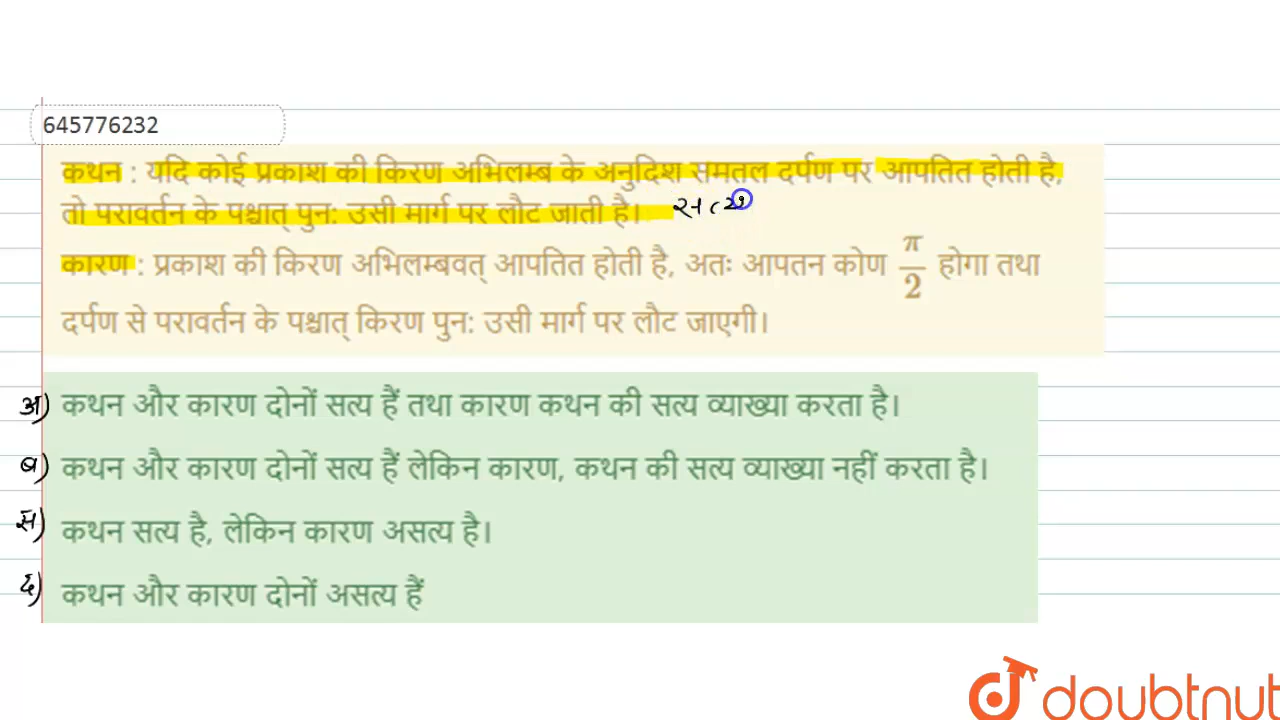 645776232
कथन : यदि कोई प्रकाश की किरण अभिलम्ब के अनुदिश समतल दर्पण पर आपतित होती है,
तो परावर्तन के पश्चात् पुन: उसी मार्ग पर लौट जाती है। सत्य
कारण : प्रकाश की किरण अभिलम्बवत् आपतित होती है, अतः आपतन कोण π/2 होगा तथा
दर्पण से परावर्तन के पश्चात् किरण पुन: उसी मार्ग पर लौट जाएगी।
अ) कथन और कारण दोनों सत्य हैं तथा कारण कथन की सत्य व्याख्या करता है।
ब) कथन और कारण दोनों सत्य हैं लेकिन कारण, कथन की सत्य व्याख्या नहीं करता है।
स) कथन सत्य है, लेकिन कारण असत्य है।
द) कथन और कारण दोनों असत्य हैं
doubtnut